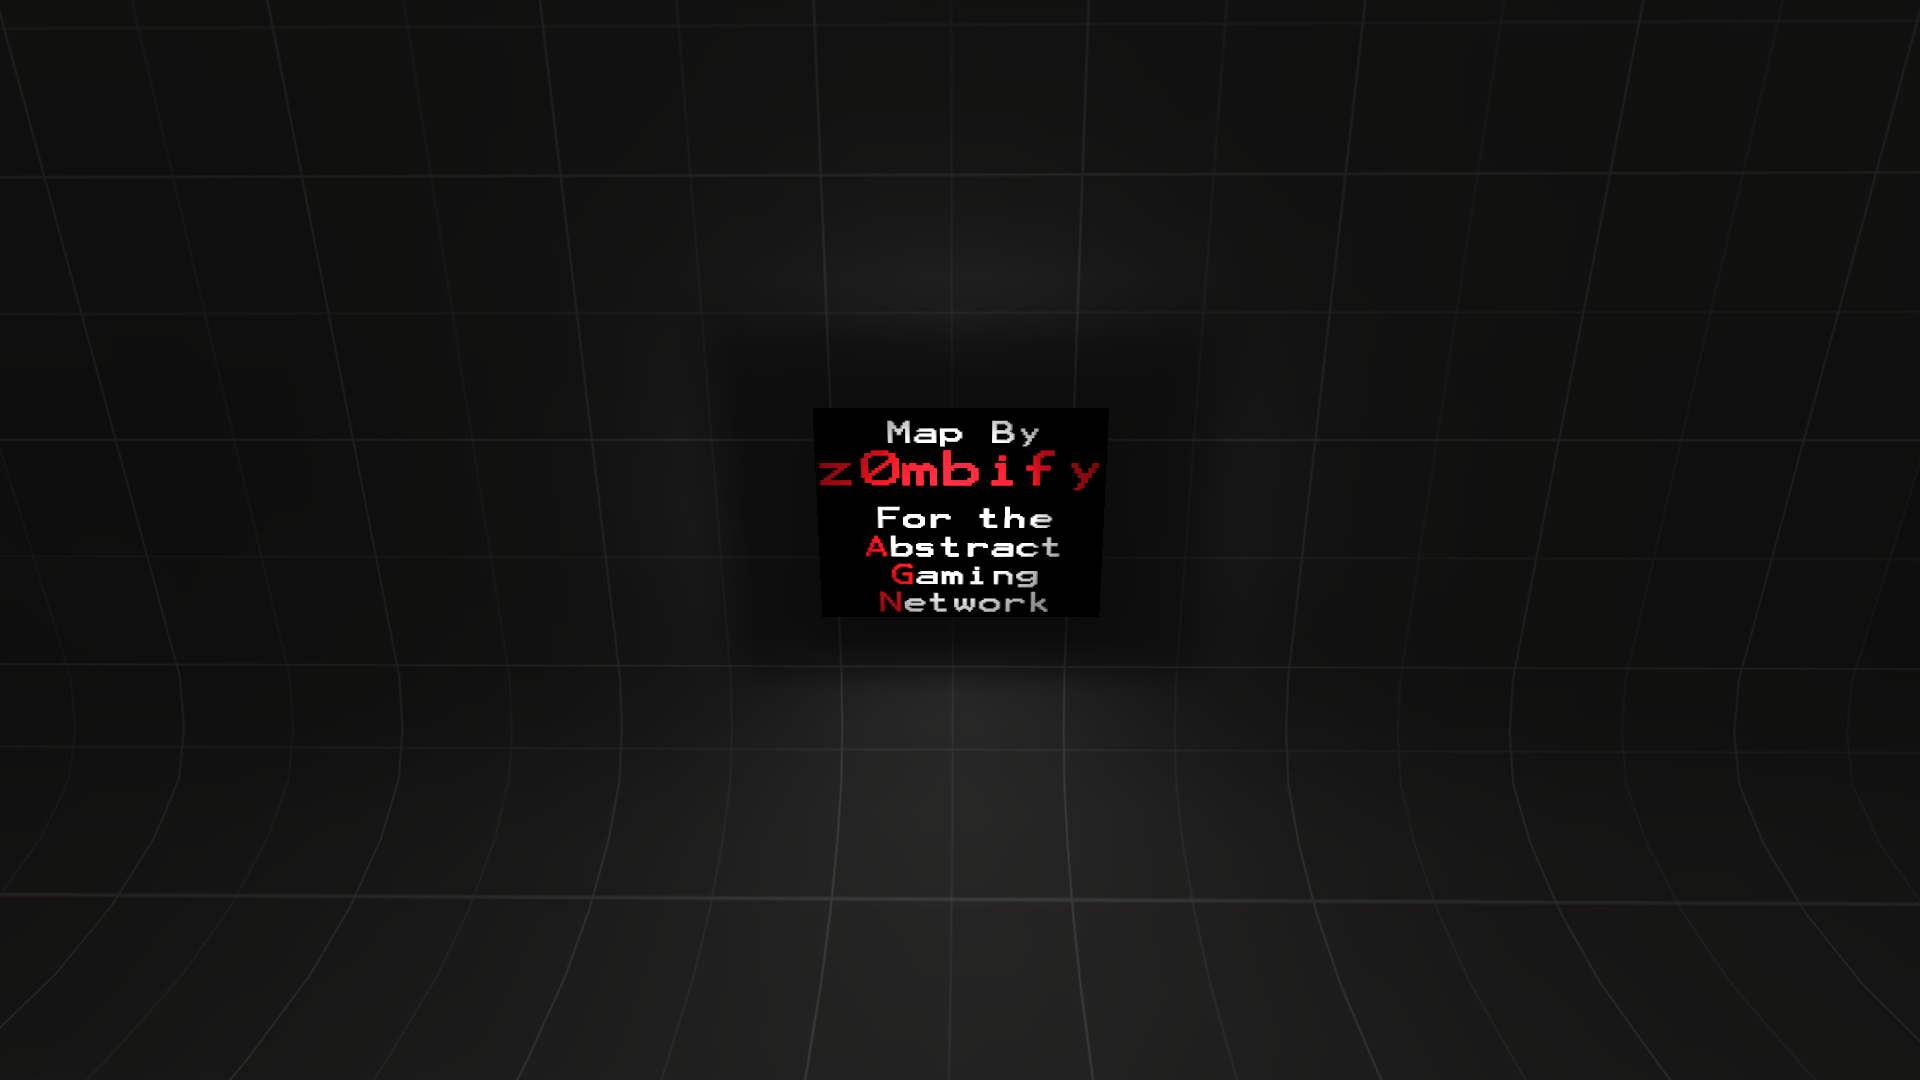 Map By
z0mbify
For the
Abstract
Gaming
Network